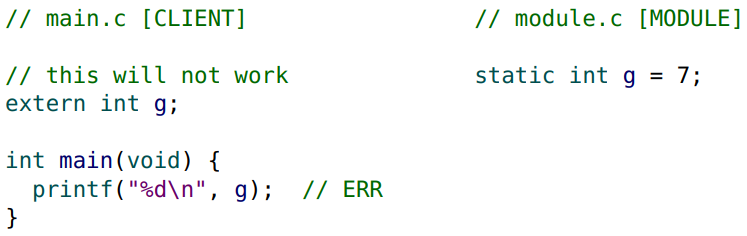 // main.c [CLIENT]
// this will not work
extern int g;
int main(void) {
  printf("%d\n", g);  // ERR
}
// module.c [MODULE]
static int g = 7;